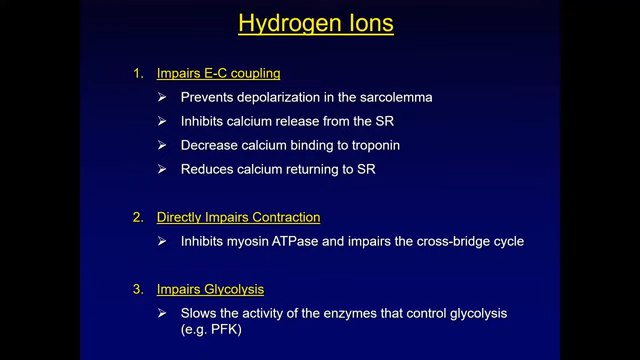 Hydrogen Ions
1. Impairs E-C coupling
➢ Prevents depolarization in the sarcolemma
➢ Inhibits calcium release from the SR
➢ Decrease calcium binding to troponin
➢ Reduces calcium returning to SR
2. Directly Impairs Contraction
➢ Inhibits myosin ATPase and impairs the cross-bridge cycle
3. Impairs Glycolysis
➢ Slows the activity of the enzymes that control glycolysis
(e.g. PFK)